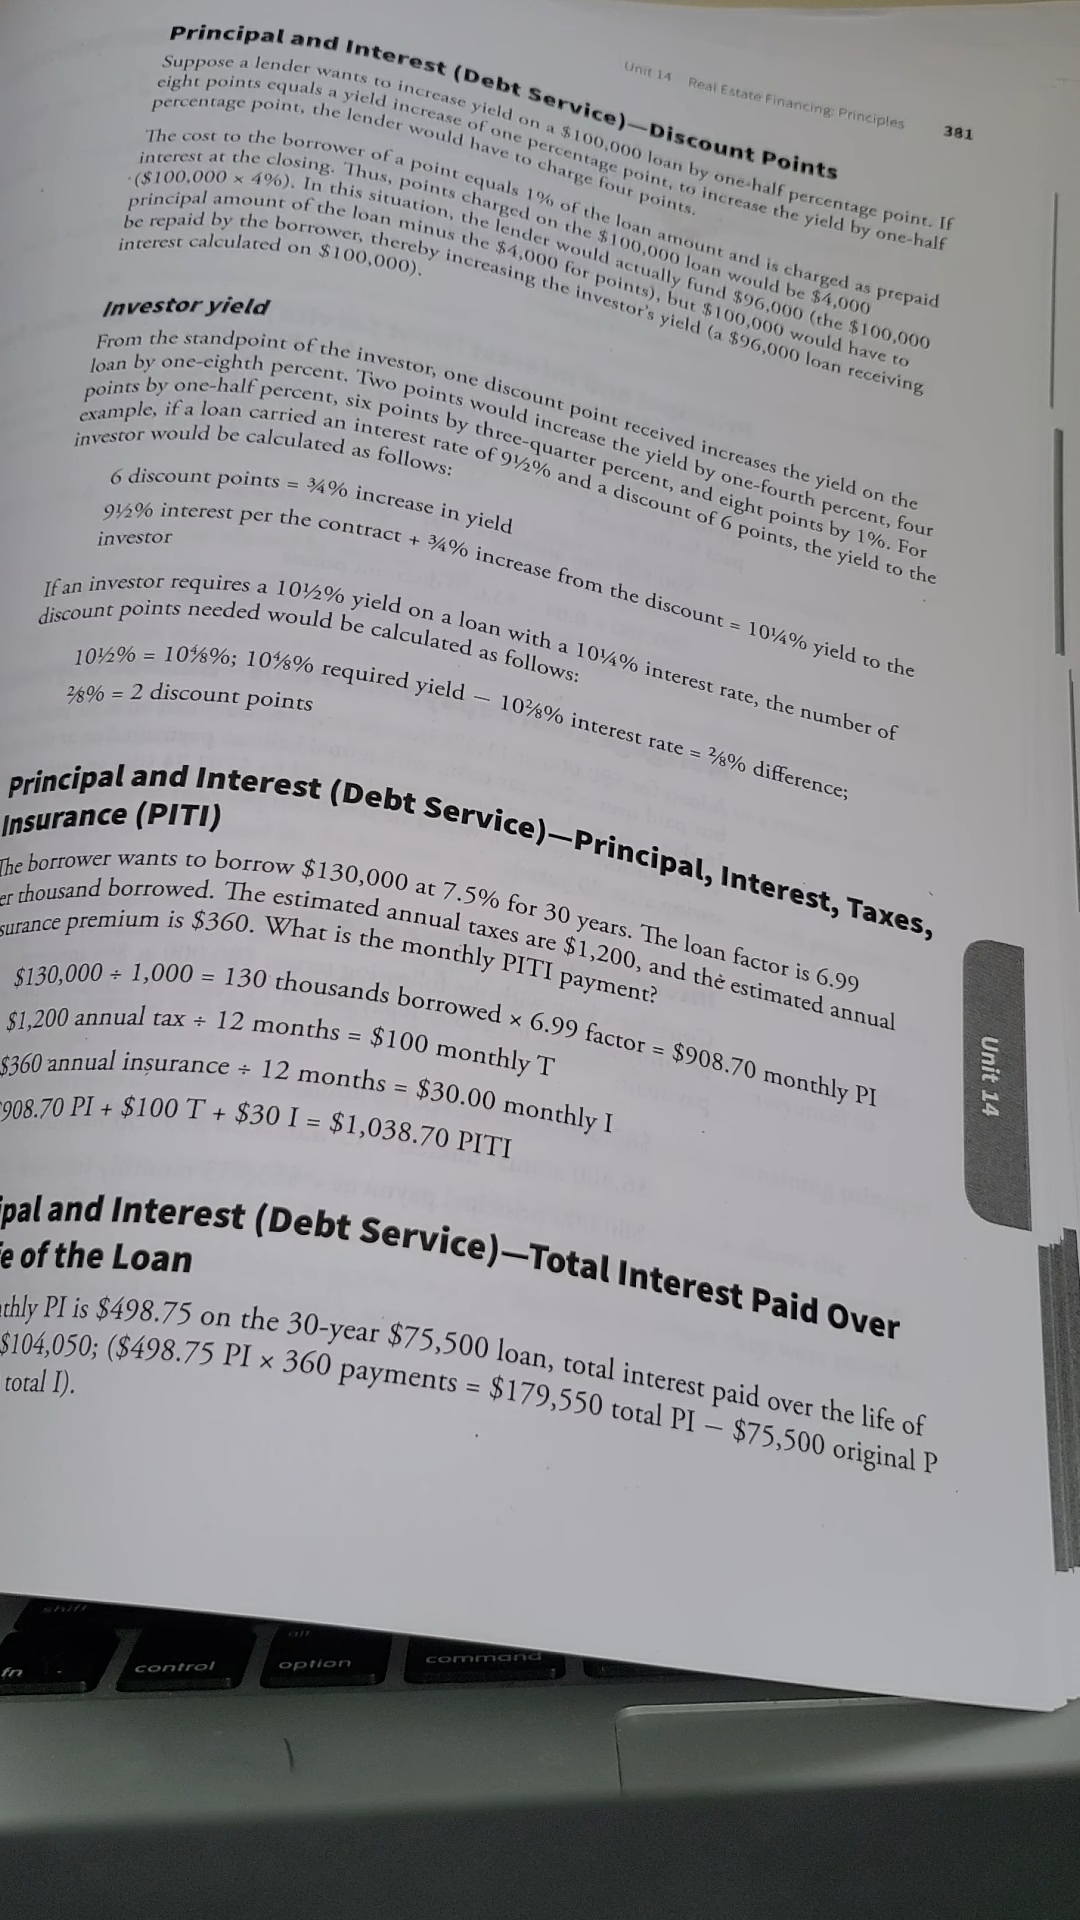 Unit 14 Real Estate Financing: Principles 381
Principal and Interest (Debt Service)—Discount Points
Suppose a lender wants to increase yield on a $100,000 loan by one-half percentage point. If
eight points equals a yield increase of one percentage point, to increase the yield by one-half
percentage point, the lender would have to charge four points.
The cost to the borrower of a point equals 1% of the loan amount and is charged as prepaid
interest at the closing. Thus, points charged on the $100,000 loan would be $4,000
($100,000 × 4%). In this situation, the lender would actually fund $96,000 (the $100,000
principal amount of the loan minus the $4,000 for points), but $100,000 would have to
be repaid by the borrower, thereby increasing the investor's yield (a $96,000 loan receiving
interest calculated on $100,000).
Investor yield
From the standpoint of the investor, one discount point received increases the yield on the
loan by one-eighth percent. Two points would increase the yield by one-fourth percent, four
points by one-half percent, six points by three-quarter percent, and eight points by 1%. For
example, if a loan carried an interest rate of 9½% and a discount of 6 points, the yield to the
investor would be calculated as follows:
6 discount points = ¾% increase in yield
9½% interest per the contract + ¾% increase from the discount = 10¼% yield to the
investor
If an investor requires a 10½% yield on a loan with a 10¼% interest rate, the number of
discount points needed would be calculated as follows:
10½% = 10⁴⁄₈%; 10⁴⁄₈% required yield – 10²⁄₈% interest rate = ²⁄₈% difference;
²⁄₈% = 2 discount points
Principal and Interest (Debt Service)—Principal, Interest, Taxes,
Insurance (PITI)
The borrower wants to borrow $130,000 at 7.5% for 30 years. The loan factor is 6.99
er thousand borrowed. The estimated annual taxes are $1,200, and the estimated annual
surance premium is $360. What is the monthly PITI payment?
$130,000 ÷ 1,000 = 130 thousands borrowed × 6.99 factor = $908.70 monthly PI
$1,200 annual tax ÷ 12 months = $100 monthly T
$360 annual insurance ÷ 12 months = $30.00 monthly I
908.70 PI + $100 T + $30 I = $1,038.70 PITI
ipal and Interest (Debt Service)—Total Interest Paid Over
e of the Loan
thly PI is $498.75 on the 30-year $75,500 loan, total interest paid over the life of
$104,050; ($498.75 PI × 360 payments = $179,550 total PI – $75,500 original P
total I).
Unit 14
shift
fn
control
alt
option
command